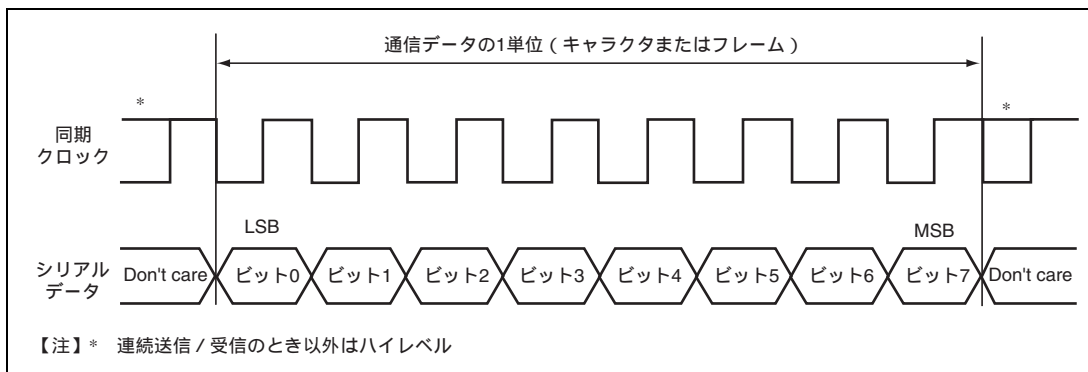 通信データの1単位（キャラクタまたはフレーム）
*
*
同期
クロック
LSB
MSB
シリアル
データ
Don't care
ビット0
ビット1
ビット2
ビット3
ビット4
ビット5
ビット6
ビット7
Don't care
【注】* 連続送信／受信のとき以外はハイレベル